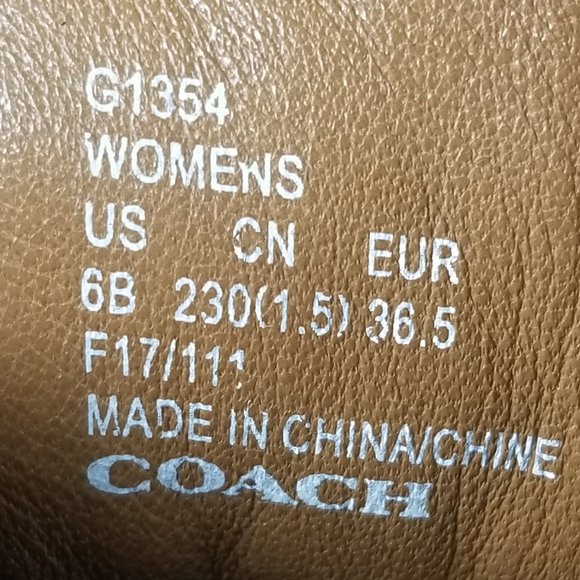 G1354
WOMENS
US CN EUR
6B 230(1.5) 36.5
F17/111
MADE IN CHINA/CHINE
COACH